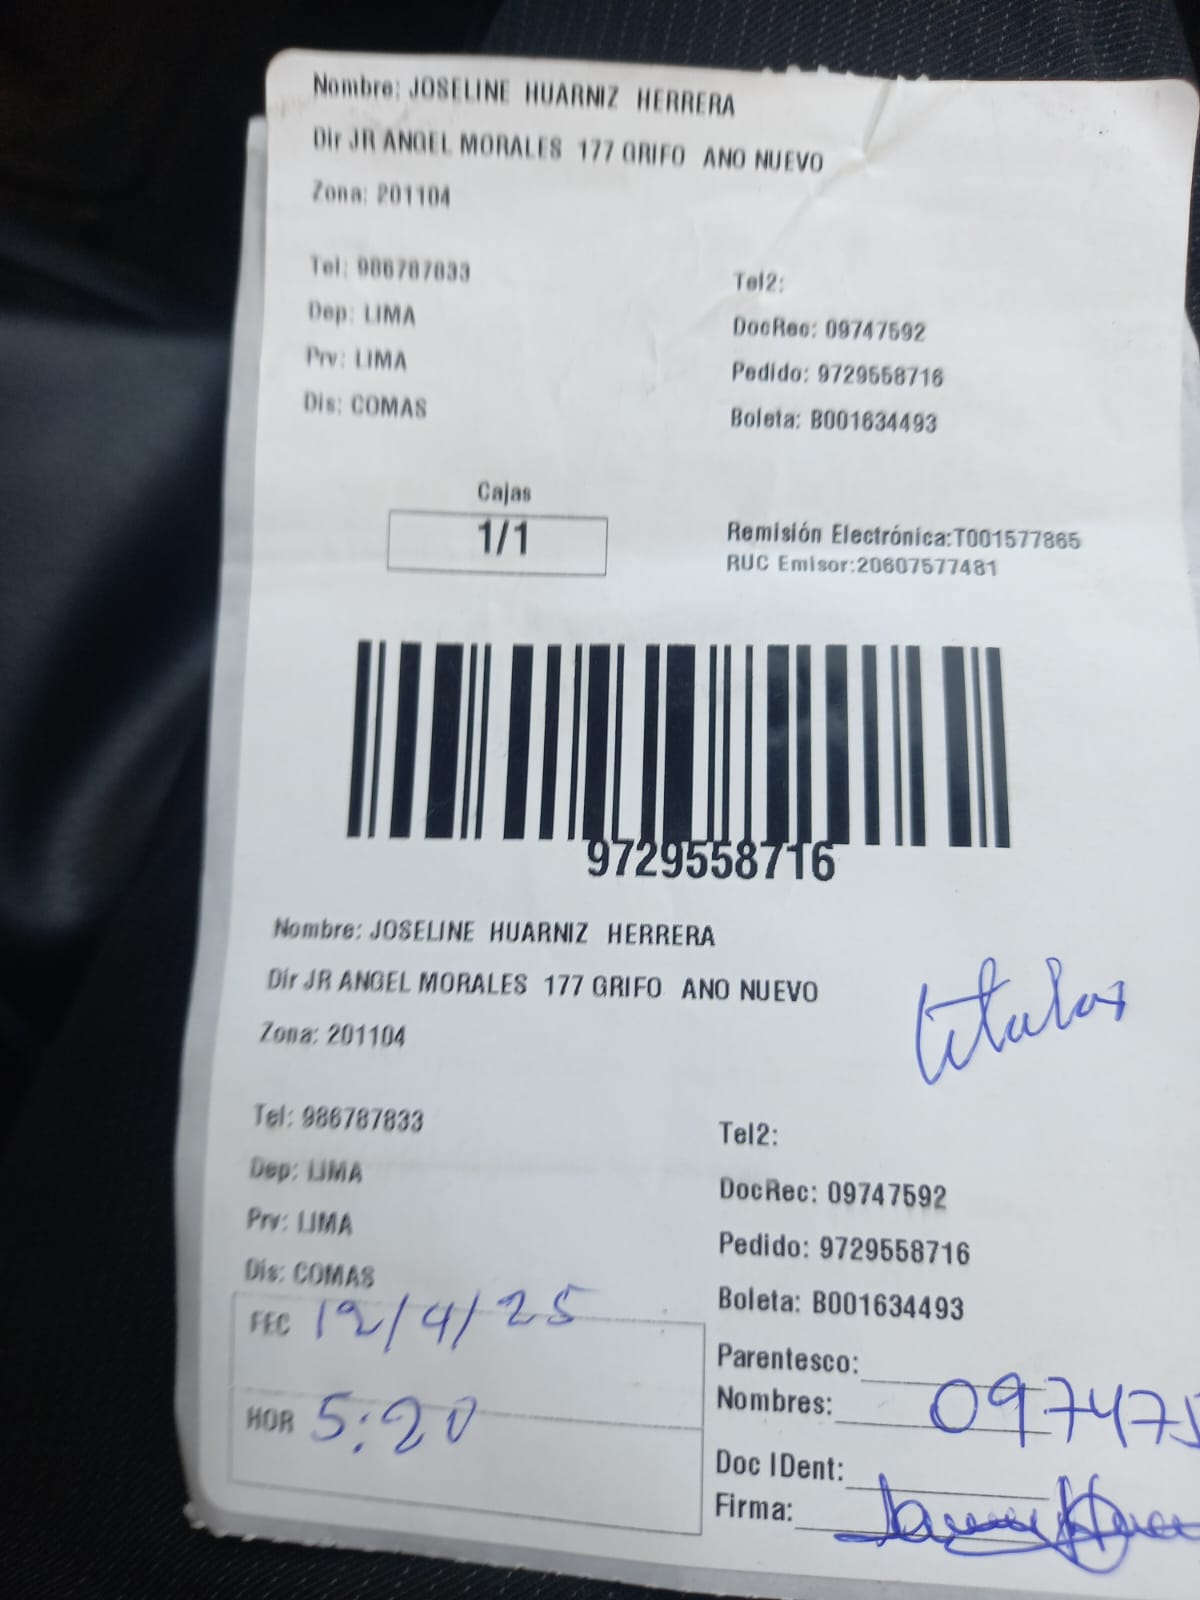 Nombre: JOSELINE HUARNIZ HERRERA
Dir JR ANGEL MORALES 177 GRIFO ANO NUEVO
Zona: 201104
Tel: 986787833
Tel2:
Dep: LIMA
DocRec: 09747592
Prv: LIMA
Pedido: 9729558716
Dis: COMAS
Boleta: B001634493
Cajas
1/1
Remisión Electrónica:T001577865
RUC Emisor:20607577481
9729558716
Nombre: JOSELINE HUARNIZ HERRERA
Dir JR ANGEL MORALES 177 GRIFO ANO NUEVO
titular
Zona: 201104
Tel: 986787833
Tel2:
Dep: LIMA
DocRec: 09747592
Prv: LIMA
Pedido: 9729558716
Dis: COMAS
Boleta: B001634493
FEC 12/4/25
Parentesco:
Nombres: 097475
HOR 5:20
Doc IDent:
Firma: